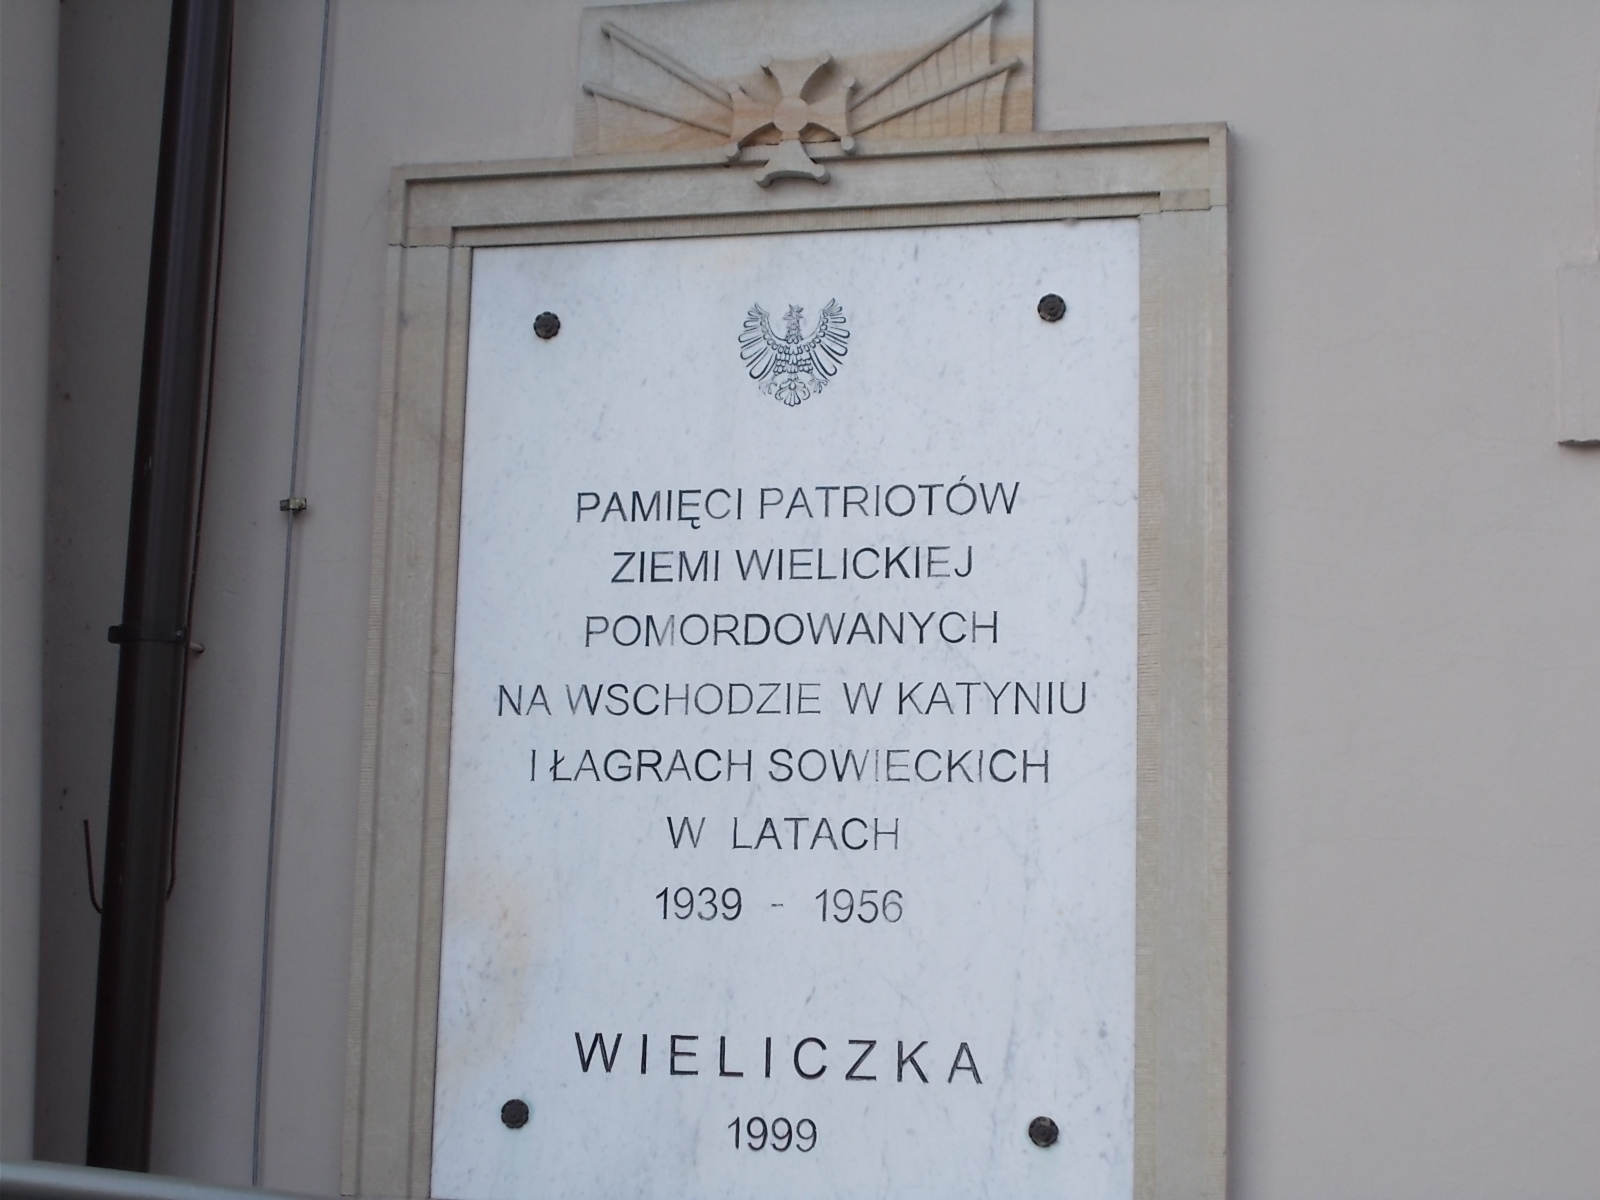 PAMIĘCI PATRIOTÓW
ZIEMI WIELICKIEJ
POMORDOWANYCH
NA WSCHODZIE W KATYNIU
I ŁAGRACH SOWIECKICH
W LATACH
1939 - 1956
WIELICZKA
1999